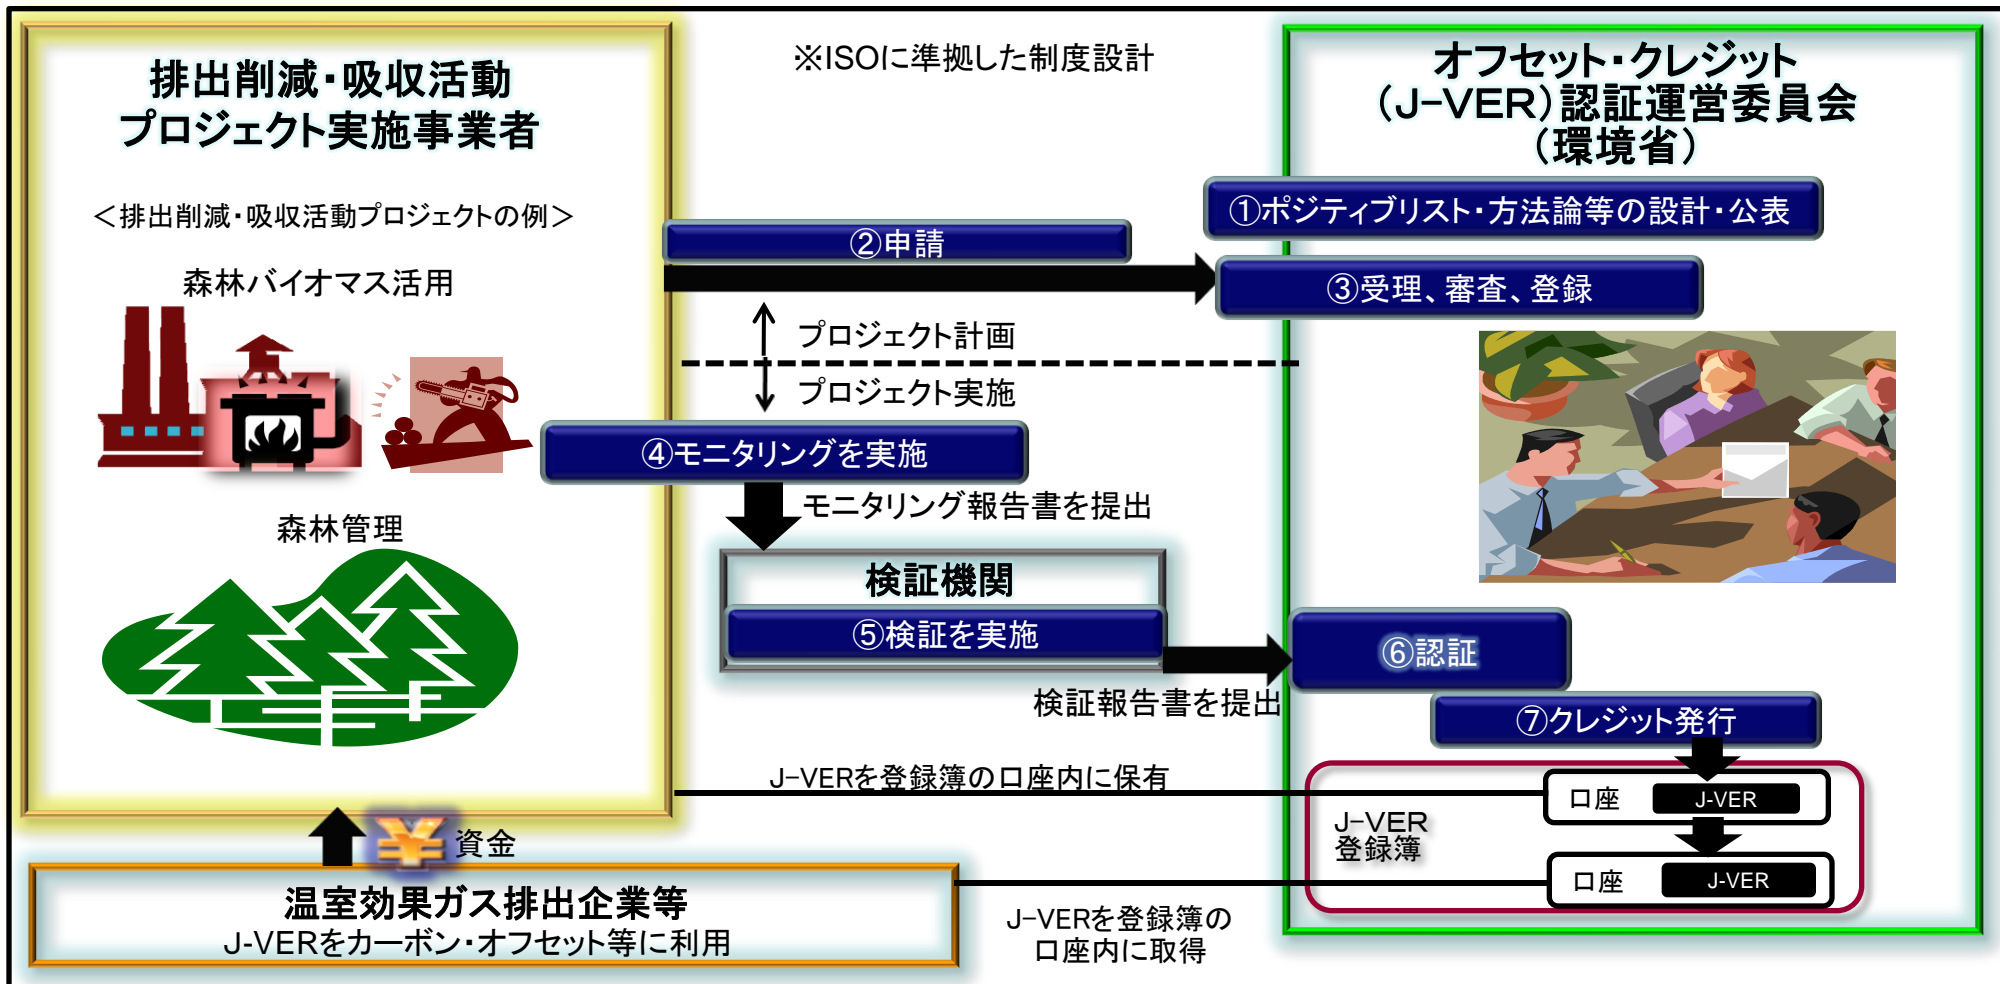 ※ISOに準拠した制度設計
排出削減・吸収活動
プロジェクト実施事業者
＜排出削減・吸収活動プロジェクトの例＞
森林バイオマス活用
森林管理
オフセット・クレジット
（J-VER）認証運営委員会
（環境省）
①ポジティブリスト・方法論等の設計・公表
②申請
③受理、審査、登録
プロジェクト計画
プロジェクト実施
④モニタリングを実施
モニタリング報告書を提出
検証機関
⑤検証を実施
検証報告書を提出
⑥認証
⑦クレジット発行
J-VERを登録簿の口座内に保有
口座
J-VER
J-VER
登録簿
口座
J-VER
資金
温室効果ガス排出企業等
J-VERをカーボン・オフセット等に利用
J-VERを登録簿の
口座内に取得